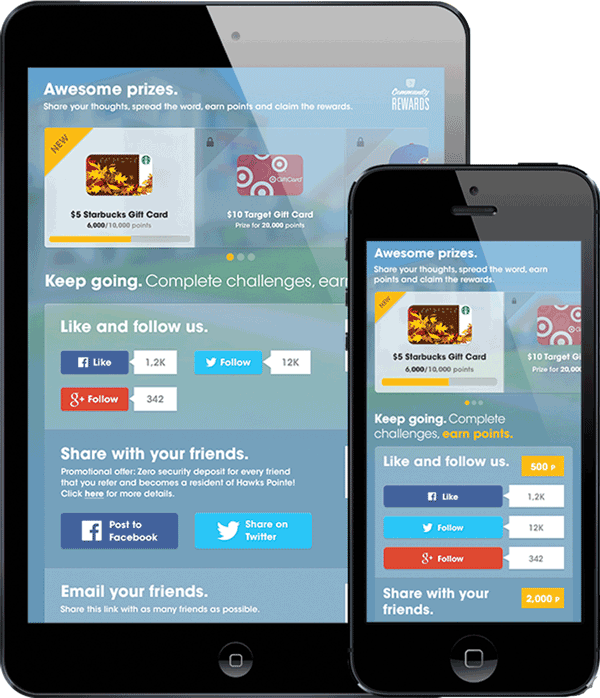 Awesome prizes.
Share your thoughts, spread the word, earn points and claim the rewards.
Community
REWARDS
NEW
$5 Starbucks Gift Card
6,000/10,000 points
GiftCard
$10 Target Gift Card
Prize for 20,000 points
Keep going. Complete challenges, earn
Like and follow us.
Like
1,2K
Follow
12K
g+ Follow
342
Share with your friends.
Promotional offer: Zero security deposit for every friend
that you refer and becomes a resident of Hawks Pointe!
Click here for more details.
Post to
Facebook
Share on
Twitter
Email your friends.
Share this link with as many friends as possible.
Awesome prizes.
Share your thoughts, spread the word, earn
points and claim the rewards.
NEW
$5 Starbucks Gift Card
6,000/10,000 points
$10 Target Gi
Prize for 20,00
Keep going. Complete
challenges, earn points.
Like and follow us.
500 P
Like
1,2K
Follow
12K
g+ Follow
342
Share with your
friends.
2,000 P